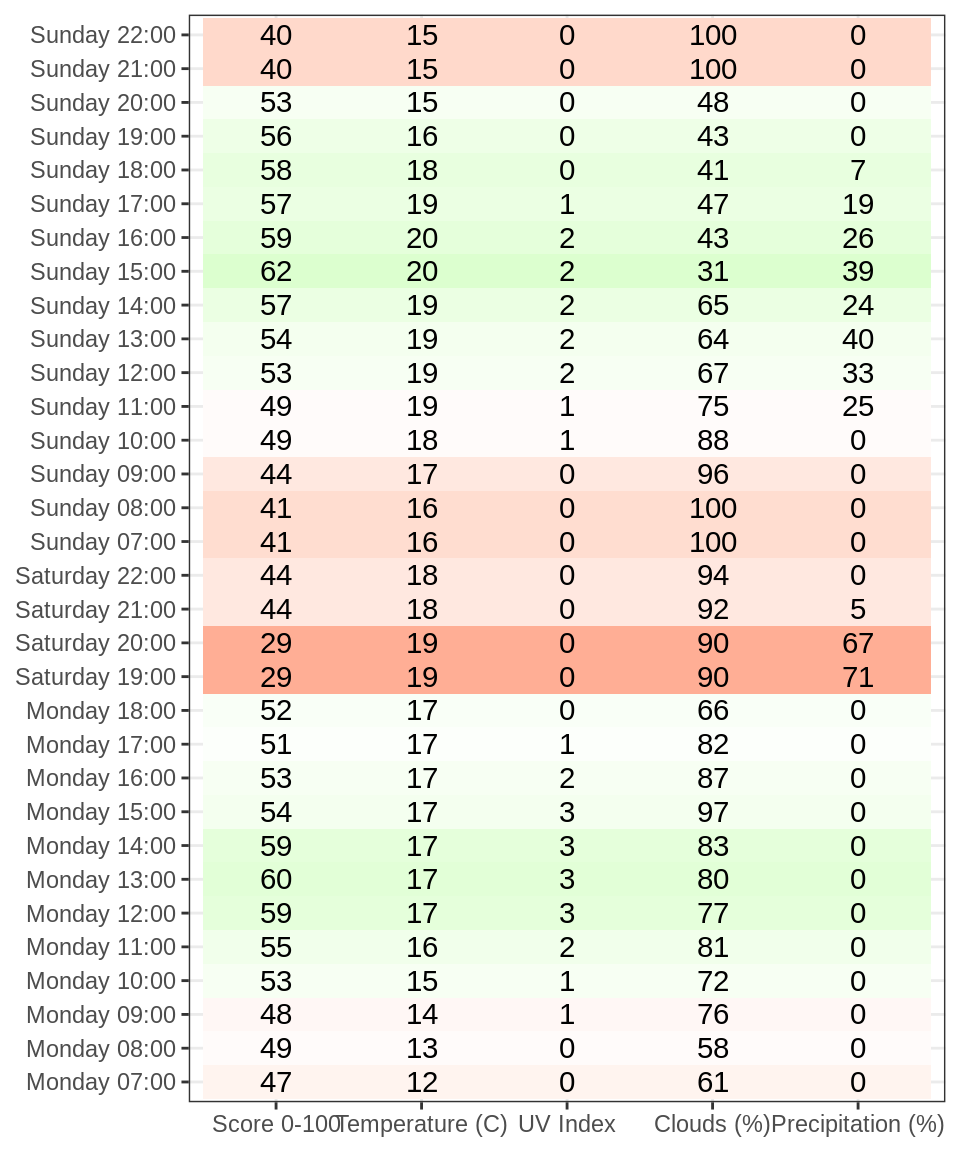 Sunday 22:00 40 15 0 100 0
Sunday 21:00 40 15 0 100 0
Sunday 20:00 53 15 0 48 0
Sunday 19:00 56 16 0 43 0
Sunday 18:00 58 18 0 41 7
Sunday 17:00 57 19 1 47 19
Sunday 16:00 59 20 2 43 26
Sunday 15:00 62 20 2 31 39
Sunday 14:00 57 19 2 65 24
Sunday 13:00 54 19 2 64 40
Sunday 12:00 53 19 2 67 33
Sunday 11:00 49 19 1 75 25
Sunday 10:00 49 18 1 88 0
Sunday 09:00 44 17 0 96 0
Sunday 08:00 41 16 0 100 0
Sunday 07:00 41 16 0 100 0
Saturday 22:00 44 18 0 94 0
Saturday 21:00 44 18 0 92 5
Saturday 20:00 29 19 0 90 67
Saturday 19:00 29 19 0 90 71
Monday 18:00 52 17 0 66 0
Monday 17:00 51 17 1 82 0
Monday 16:00 53 17 2 87 0
Monday 15:00 54 17 3 97 0
Monday 14:00 59 17 3 83 0
Monday 13:00 60 17 3 80 0
Monday 12:00 59 17 3 77 0
Monday 11:00 55 16 2 81 0
Monday 10:00 53 15 1 72 0
Monday 09:00 48 14 1 76 0
Monday 08:00 49 13 0 58 0
Monday 07:00 47 12 0 61 0
Score 0-100 Temperature (C) UV Index Clouds (%) Precipitation (%)